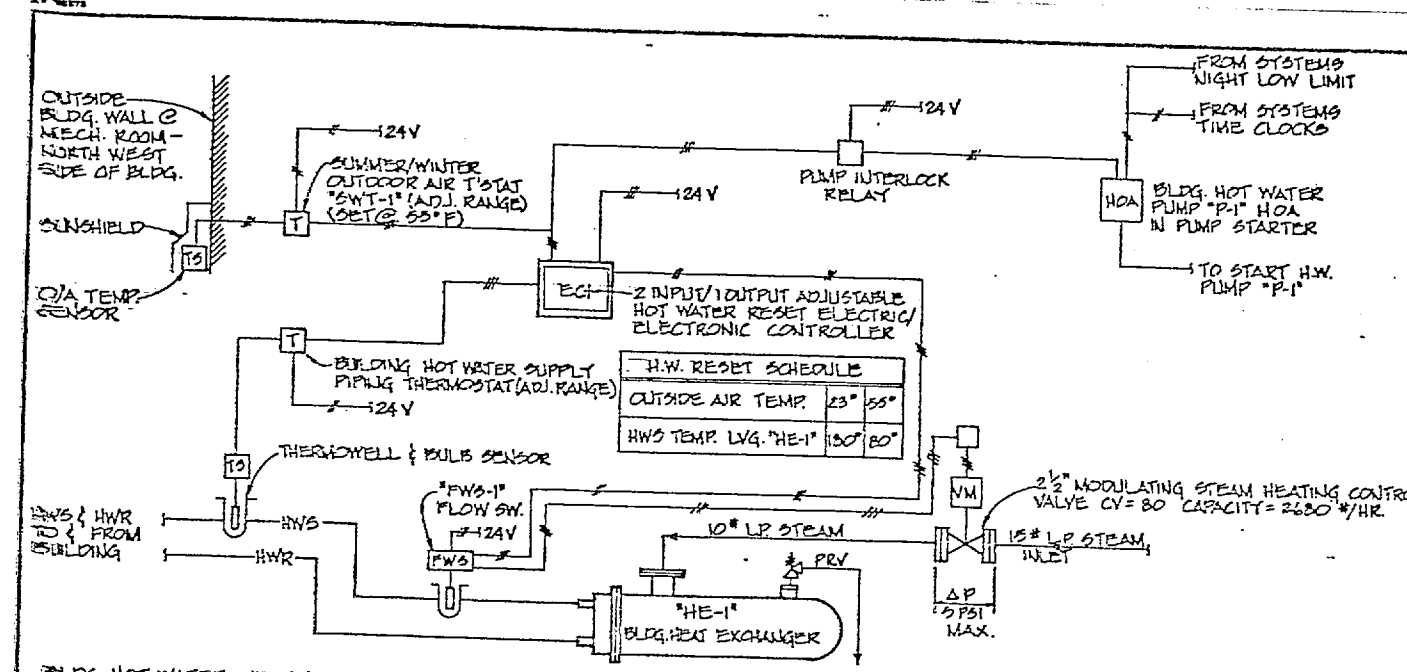 OUTSIDE
BLDG. WALL @
MECH. ROOM -
NORTH WEST
SIDE OF BLDG.
SUNSHIELD
TS
O/A TEMP.
SENSOR
24V
SUMMER/WINTER
OUTDOOR AIR T'STAT
"SWT-1" (ADJ. RANGE)
(SET @ 55°F)
T
24V
24V
PUMP INTERLOCK
RELAY
FROM SYSTEMS
NIGHT LOW LIMIT
FROM SYSTEMS
TIME CLOCKS
HOA
BLDG. HOT WATER
PUMP "P-1" HOA
IN PUMP STARTER
TO START H.W.
PUMP "P-1"
EC1
2 INPUT/1 OUTPUT ADJUSTABLE
HOT WATER RESET ELECTRIC/
ELECTRONIC CONTROLLER
T
BUILDING HOT WATER SUPPLY
PIPING THERMOSTAT (ADJ. RANGE)
24V
H.W. RESET SCHEDULE
OUTSIDE AIR TEMP. 23° 55°
HWS TEMP. LVG. "HE-1" 180° 80°
TS
THERMOWELL & BULB SENSOR
HWS & HWR
TO & FROM
BUILDING
HWS
HWR
"FWS-1"
FLOW SW.
24V
FWS
10# L.P. STEAM
PRV
"HE-1"
BLDG. HEAT EXCHANGER
VM
2½" MODULATING STEAM HEATING CONTRO
VALVE CV=80 CAPACITY=2680 #/HR.
15# L.P. STEAM
INLET
ΔP
5 PSI
MAX.
BLDG. HOT WATER